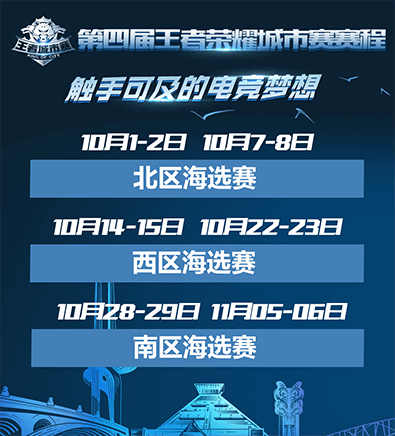 王者城市赛
KING OF CITY
第四届王者荣耀城市赛赛程
触手可及的电竞梦想
10月1-2日 10月7-8日
北区海选赛
10月14-15日 10月22-23日
西区海选赛
10月28-29日 11月05-06日
南区海选赛